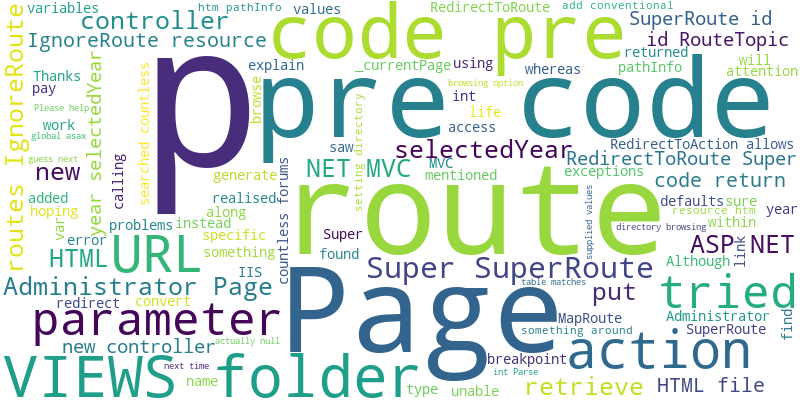 variables
htm pathInfo
values
RedirectToRoute
add conventional
controller
code pre
SuperRoute id
IgnoreRoute resource
id RouteTopic
explain
_currentPage
using
whereas
returned
pathInfo
will
attention
routes IgnoreRoute
Thanks
pay
Please help
work
global asax
guess next
year selectedYear
searched countless
calling
p
browse
pre code
browsing option
int
life
access
saw
setting directory
selectedYear
RedirectToAction allows
RedirectToRoute Super
NET
MVC
MVC
mentioned
exceptions
code return
new
added
hoping
var
generate
realised
along
instead
countless forums
route
supplied values
defaults
sure
resource htm
year
directory browsing
within
problems
error
specific
something
Super
found
HTML
URL
IIS
ASP NET
link
Although
Super SuperRoute
Administrator Page
redirect
convert
Page
table matches
put
tried
parameter
MapRoute
something around
Administrator
SuperRoute
find
new controller
actually null
breakpoint
action
VIEWS
folder
next time
name
type
unable
int Parse
retrieve
HTML file